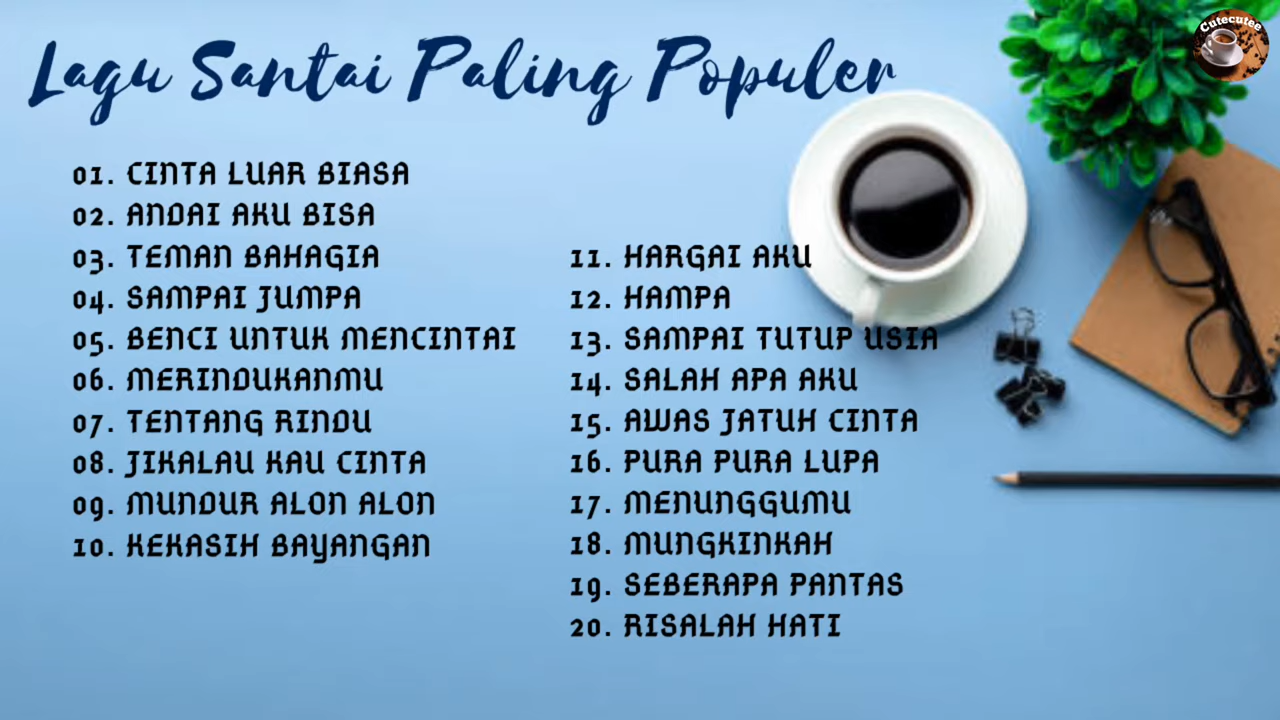 Lagu Santai Paling Populer
Cutecutee
01. CINTA LUAR BIASA
02. ANDAI AKU BISA
03. TEMAN BAHAGIA
04. SAMPAI JUMPA
05. BENCI UNTUK MENCINTAI
06. MERINDUKANMU
07. TENTANG RINDU
08. JIKALAU KAU CINTA
09. MUNDUR ALON ALON
10. KEKASIH BAYANGAN
11. HARGAI AKU
12. HAMPA
13. SAMPAI TUTUP USIA
14. SALAH APA AKU
15. AWAS JATUH CINTA
16. PURA PURA LUPA
17. MENUNGGUMU
18. MUNGKINKAH
19. SEBERAPA PANTAS
20. RISALAH HATI